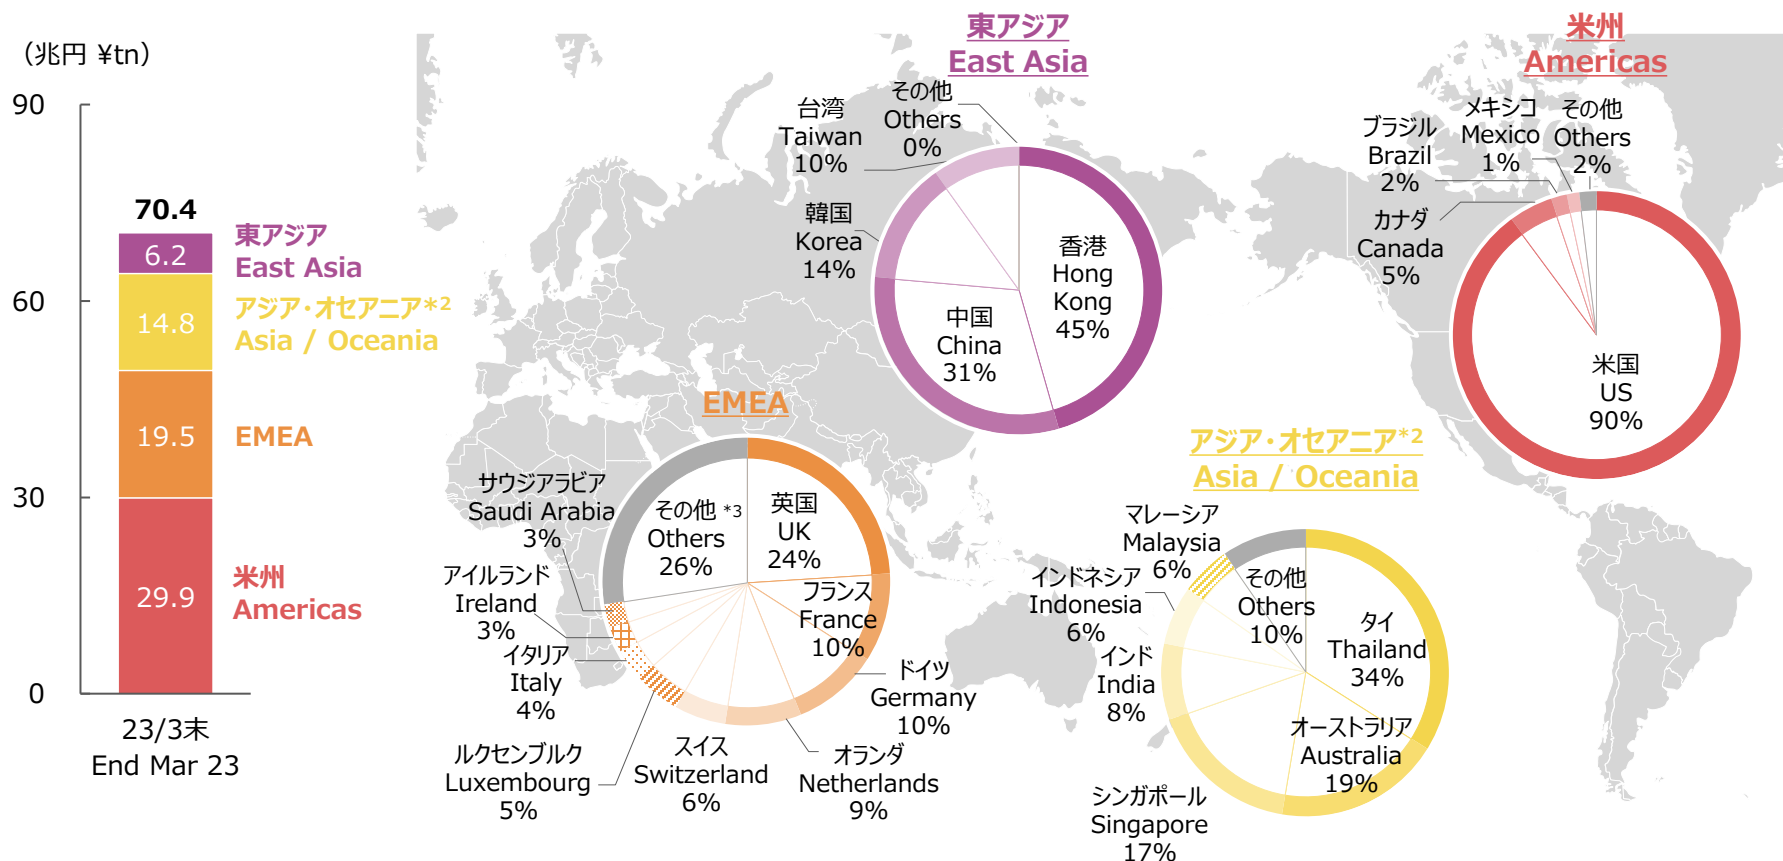 （兆円 ¥tn）
90
60
30
0
70.4
6.2
14.8
19.5
29.9
東アジア
East Asia
アジア・オセアニア*2
Asia / Oceania
EMEA
米州
Americas
23/3末
End Mar 23
東アジア
East Asia
その他
Others
0%
台湾
Taiwan
10%
韓国
Korea
14%
中国
China
31%
香港
Hong
Kong
45%
米州
Americas
その他
Others
2%
メキシコ
Mexico
1%
ブラジル
Brazil
2%
カナダ
Canada
5%
米国
US
90%
EMEA
サウジアラビア
Saudi Arabia
3%
その他 *3
Others
26%
英国
UK
24%
アイルランド
Ireland
3%
フランス
France
10%
イタリア
Italy
4%
ドイツ
Germany
10%
ルクセンブルク
Luxembourg
5%
スイス
Switzerland
6%
オランダ
Netherlands
9%
アジア・オセアニア*2
Asia / Oceania
マレーシア
Malaysia
6%
その他
Others
10%
インドネシア
Indonesia
6%
タイ
Thailand
34%
インド
India
8%
オーストラリア
Australia
19%
シンガポール
Singapore
17%